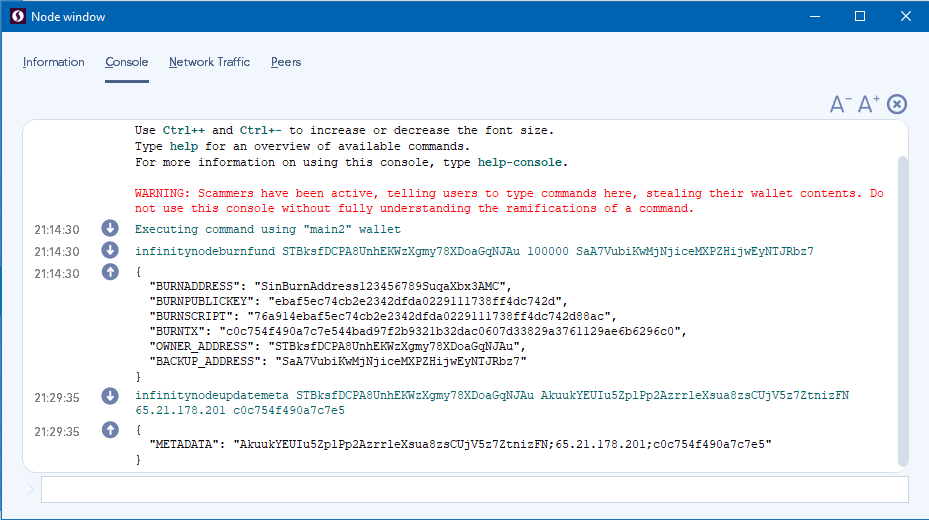 Node window
Information Console Network Traffic Peers
A- A+
Use Ctrl++ and Ctrl+- to increase or decrease the font size.
Type help for an overview of available commands.
For more information on using this console, type help-console.
WARNING: Scammers have been active, telling users to type commands here, stealing their wallet contents. Do
not use this console without fully understanding the ramifications of a command.
21:14:30 Executing command using "main2" wallet
21:14:30 infinitynodeburnfund STBksfDCPA8UnhEKWzXgmy78XDoaGqNJAu 100000 SaA7VubiKwMjNjiceMXPZHijwEyNTJRbz7
21:14:30 {
"BURNADDRESS": "SinBurnAddress123456789SuqaXbx3AMC",
"BURNPUBLICKEY": "ebaf5ec74cb2e2342dfda0229111738ff4dc742d",
"BURNSCRIPT": "76a914ebaf5ec74cb2e2342dfda0229111738ff4dc742d88ac",
"BURNTX": "c0c754f490a7c7e544bad97f2b9321b32dac0607d33829a3761129ae6b6296c0",
"OWNER_ADDRESS": "STBksfDCPA8UnhEKWzXgmy78XDoaGqNJAu",
"BACKUP_ADDRESS": "SaA7VubiKwMjNjiceMXPZHijwEyNTJRbz7"
}
21:29:35 infinitynodeupdatemeta STBksfDCPA8UnhEKWzXgmy78XDoaGqNJAu AkuukYEUIu5ZplPp2AzrrleXsua8zsCUjV5z7ZtnizFN
65.21.178.201 c0c754f490a7c7e5
21:29:35 {
"METADATA": "AkuukYEUIu5ZplPp2AzrrleXsua8zsCUjV5z7ZtnizFN;65.21.178.201;c0c754f490a7c7e5"
}